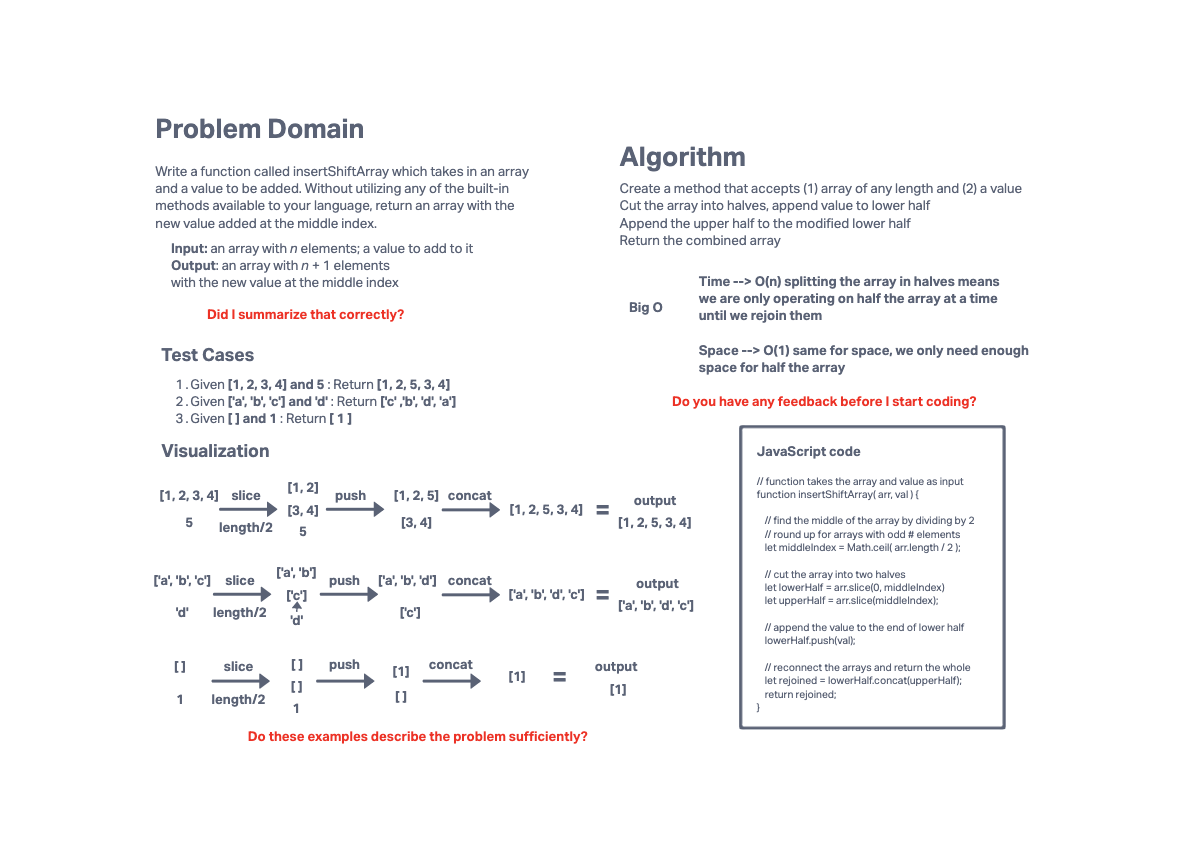 Problem Domain
Write a function called insertShiftArray which takes in an array
and a value to be added. Without utilizing any of the built-in
methods available to your language, return an array with the
new value added at the middle index.
Input: an array with n elements; a value to add to it
Output: an array with n + 1 elements
with the new value at the middle index
Did I summarize that correctly?
Test Cases
1. Given [1, 2, 3, 4] and 5 : Return [1, 2, 5, 3, 4]
2. Given ['a', 'b', 'c'] and 'd' : Return ['c' ,'b', 'd', 'a']
3. Given [ ] and 1 : Return [ 1 ]
Visualization
[1, 2, 3, 4]
5
slice
length/2
[1, 2]
[3, 4]
5
push
[1, 2, 5]
[3, 4]
concat
[1, 2, 5, 3, 4]
=
output
[1, 2, 5, 3, 4]
['a', 'b', 'c']
'd'
slice
length/2
['a', 'b']
['c']
'd'
push
['a', 'b', 'd']
['c']
concat
['a', 'b', 'd', 'c']
=
output
['a', 'b', 'd', 'c']
[ ]
1
slice
length/2
[ ]
[ ]
1
push
[1]
[ ]
concat
[1]
=
output
[1]
Do these examples describe the problem sufficiently?
Algorithm
Create a method that accepts (1) array of any length and (2) a value
Cut the array into halves, append value to lower half
Append the upper half to the modified lower half
Return the combined array
Big O
Time --> O(n) splitting the array in halves means
we are only operating on half the array at a time
until we rejoin them
Space --> O(1) same for space, we only need enough
space for half the array
Do you have any feedback before I start coding?
JavaScript code
// function takes the array and value as input
function insertShiftArray( arr, val ) {
// find the middle of the array by dividing by 2
// round up for arrays with odd # elements
let middleIndex = Math.ceil( arr.length / 2 );
// cut the array into two halves
let lowerHalf = arr.slice(0, middleIndex)
let upperHalf = arr.slice(middleIndex);
// append the value to the end of lower half
lowerHalf.push(val);
// reconnect the arrays and return the whole
let rejoined = lowerHalf.concat(upperHalf);
return rejoined;
}